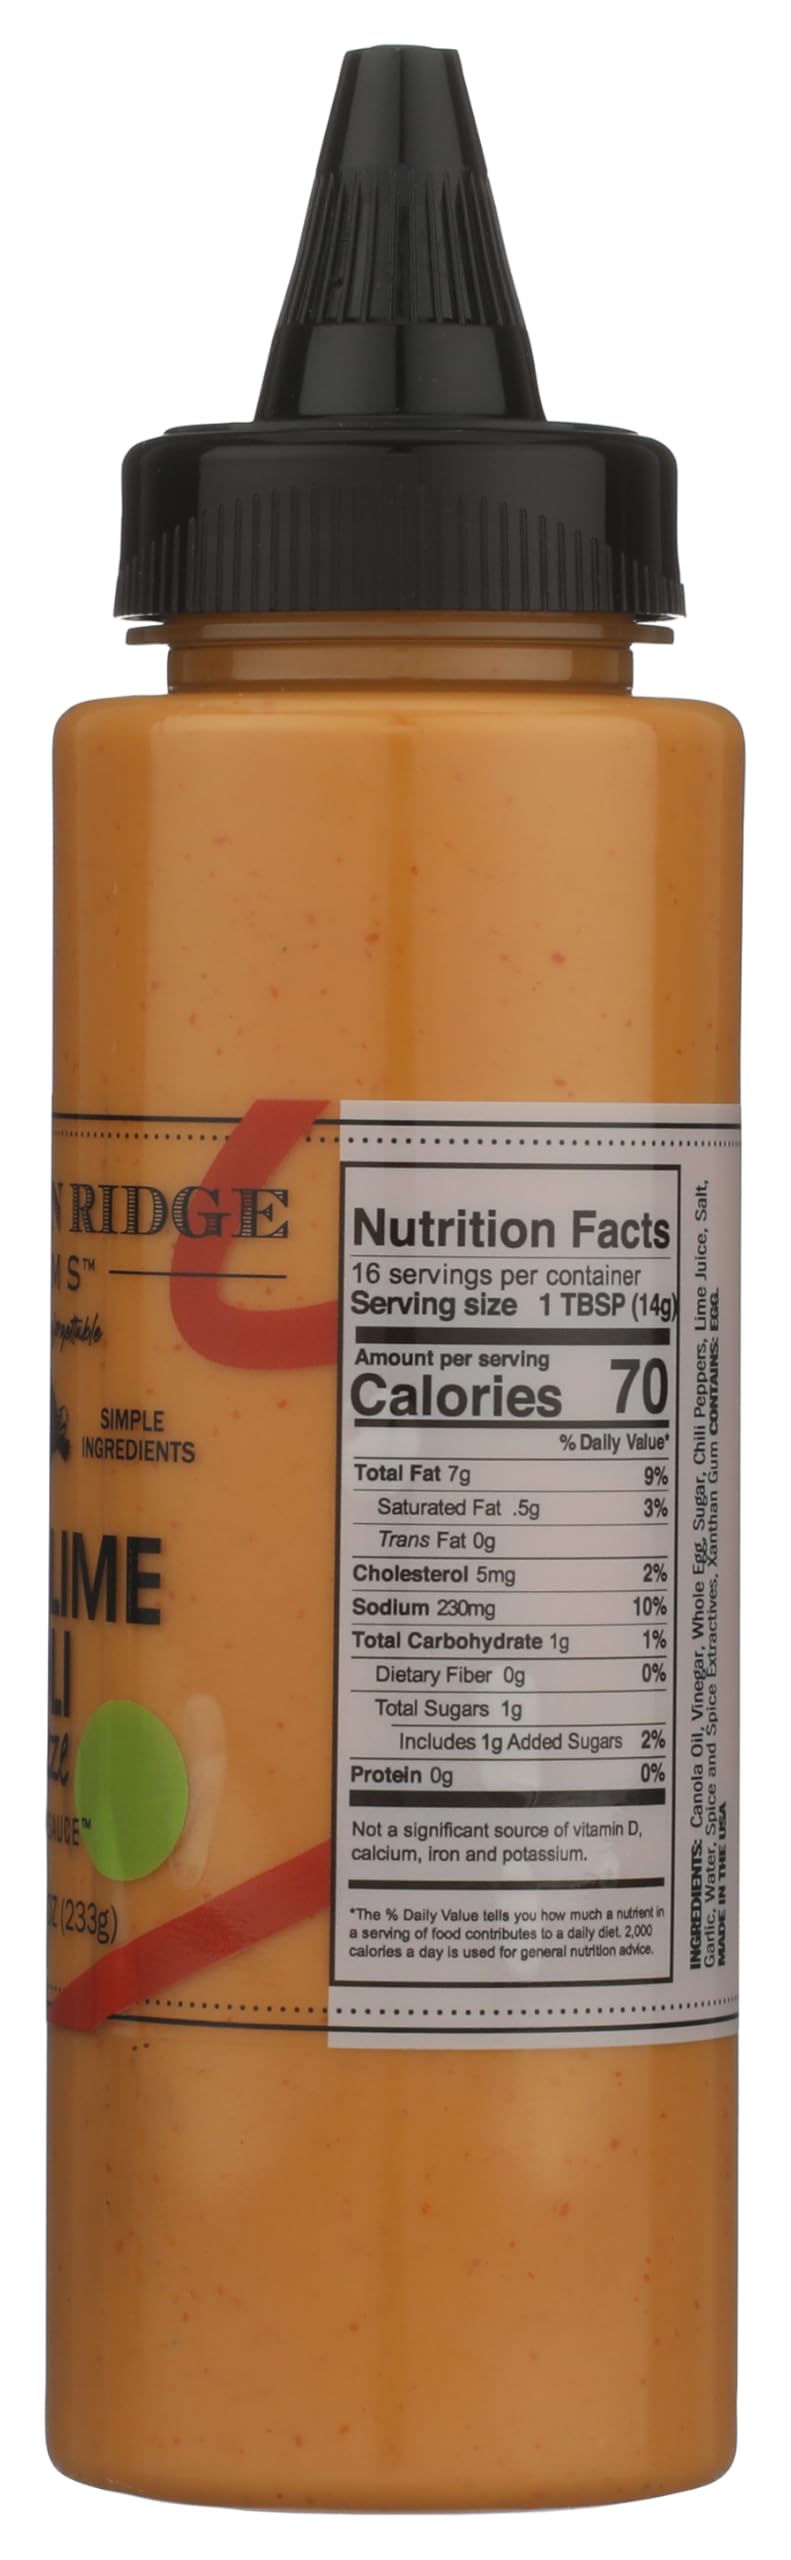 RIDGE
MS™
SIMPLE
INGREDIENTS
LIME
LI
ze
SAUCE™
OZ (233g)
Nutrition Facts
16 servings per container
Serving size 1 TBSP (14g)
Amount per serving
Calories 70
% Daily Value*
Total Fat 7g 9%
Saturated Fat .5g 3%
Trans Fat 0g
Cholesterol 5mg 2%
Sodium 230mg 10%
Total Carbohydrate 1g 1%
Dietary Fiber 0g 0%
Total Sugars 1g
Includes 1g Added Sugars 2%
Protein 0g 0%
Not a significant source of vitamin D,
calcium, iron and potassium.
*The % Daily Value tells you how much a nutrient in
a serving of food contributes to a daily diet. 2,000
calories a day is used for general nutrition advice.
INGREDIENTS: Canola Oil, Vinegar, Whole Egg, Sugar, Chili Peppers, Lime Juice, Salt,
Garlic, Water, Spice and Spice Extractives, Xanthan Gum CONTAINS: EGG.
MADE IN THE USA